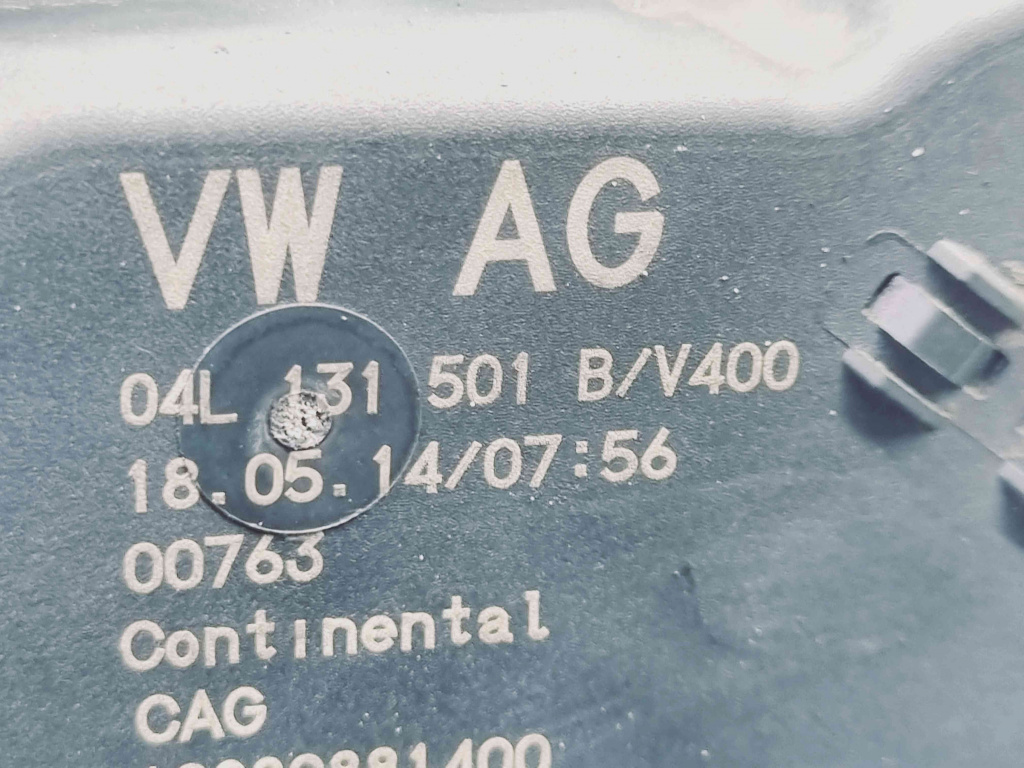 VW AG
04L 131 501 B/V400
18.05.14/07:56
00763
Continental
CAG